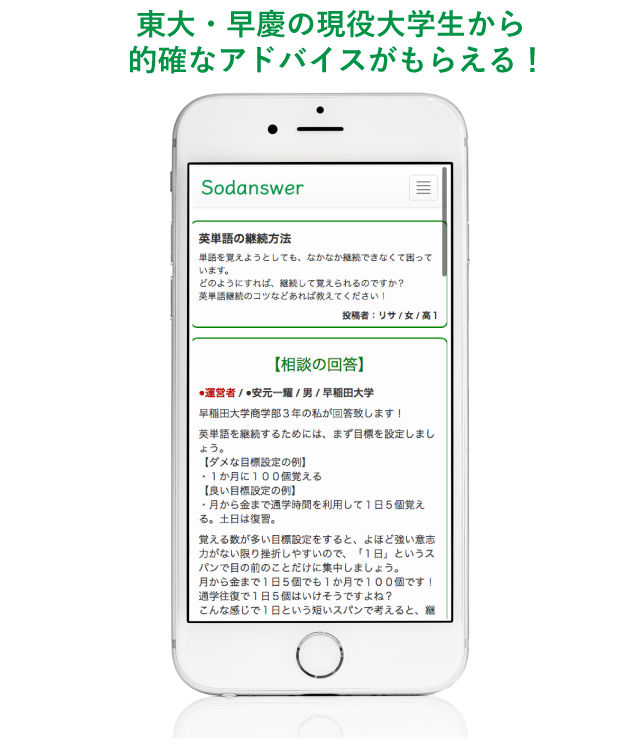 東大・早慶の現役大学生から
的確なアドバイスがもらえる！
Sodanswer
英単語の継続方法
単語を覚えようとしても、なかなか継続できなくて困って
います。
どのようにすれば、継続して覚えられるのですか？
英単語継続のコツなどあれば教えてください！
投稿者：リサ / 女 / 高１
【相談の回答】
●運営者 / ●安元一耀 / 男 / 早稲田大学
早稲田大学商学部３年の私が回答致します！
英単語を継続するためには、まず目標を設定しまし
ょう。
【ダメな目標設定の例】
・１か月に１００個覚える
【良い目標設定の例】
・月から金まで通学時間を利用して１日５個覚え
る。土日は復習。
覚える数が多い目標設定をすると、よほど強い意志
力がない限り挫折しやすいので、「１日」というス
パンで目の前のことだけに集中しましょう。
月から金まで１日５個でも１か月で１００個です！
通学往復で１日５個はいけそうですよね？
こんな感じで１日という短いスパンで考えると、継